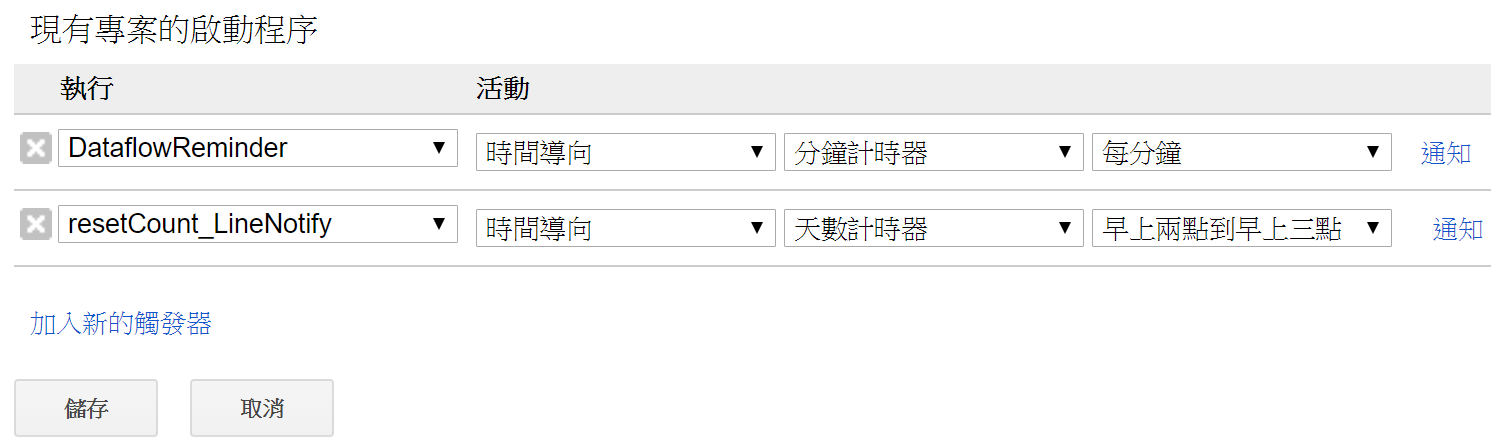 現有專案的啟動程序
執行 活動
DataflowReminder 時間導向 分鐘計時器 每分鐘 通知
resetCount_LineNotify 時間導向 天數計時器 早上兩點到早上三點 通知
加入新的觸發器
儲存 取消